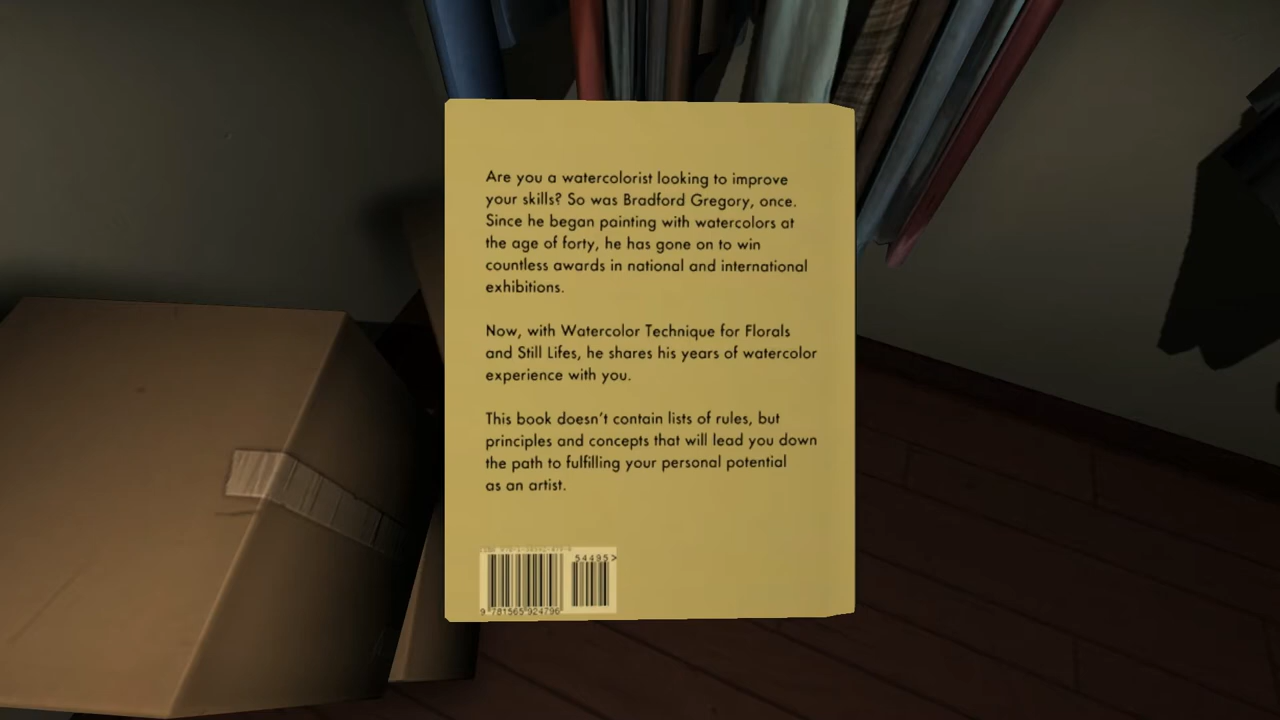 Are you a watercolorist looking to improve
your skills? So was Bradford Gregory, once.
Since he began painting with watercolors at
the age of forty, he has gone on to win
countless awards in national and international
exhibitions.
Now, with Watercolor Technique for Florals
and Still Lifes, he shares his years of watercolor
experience with you.
This book doesn't contain lists of rules, but
principles and concepts that will lead you down
the path to fulfilling your personal potential
as an artist.
54495>
9 781565 924796